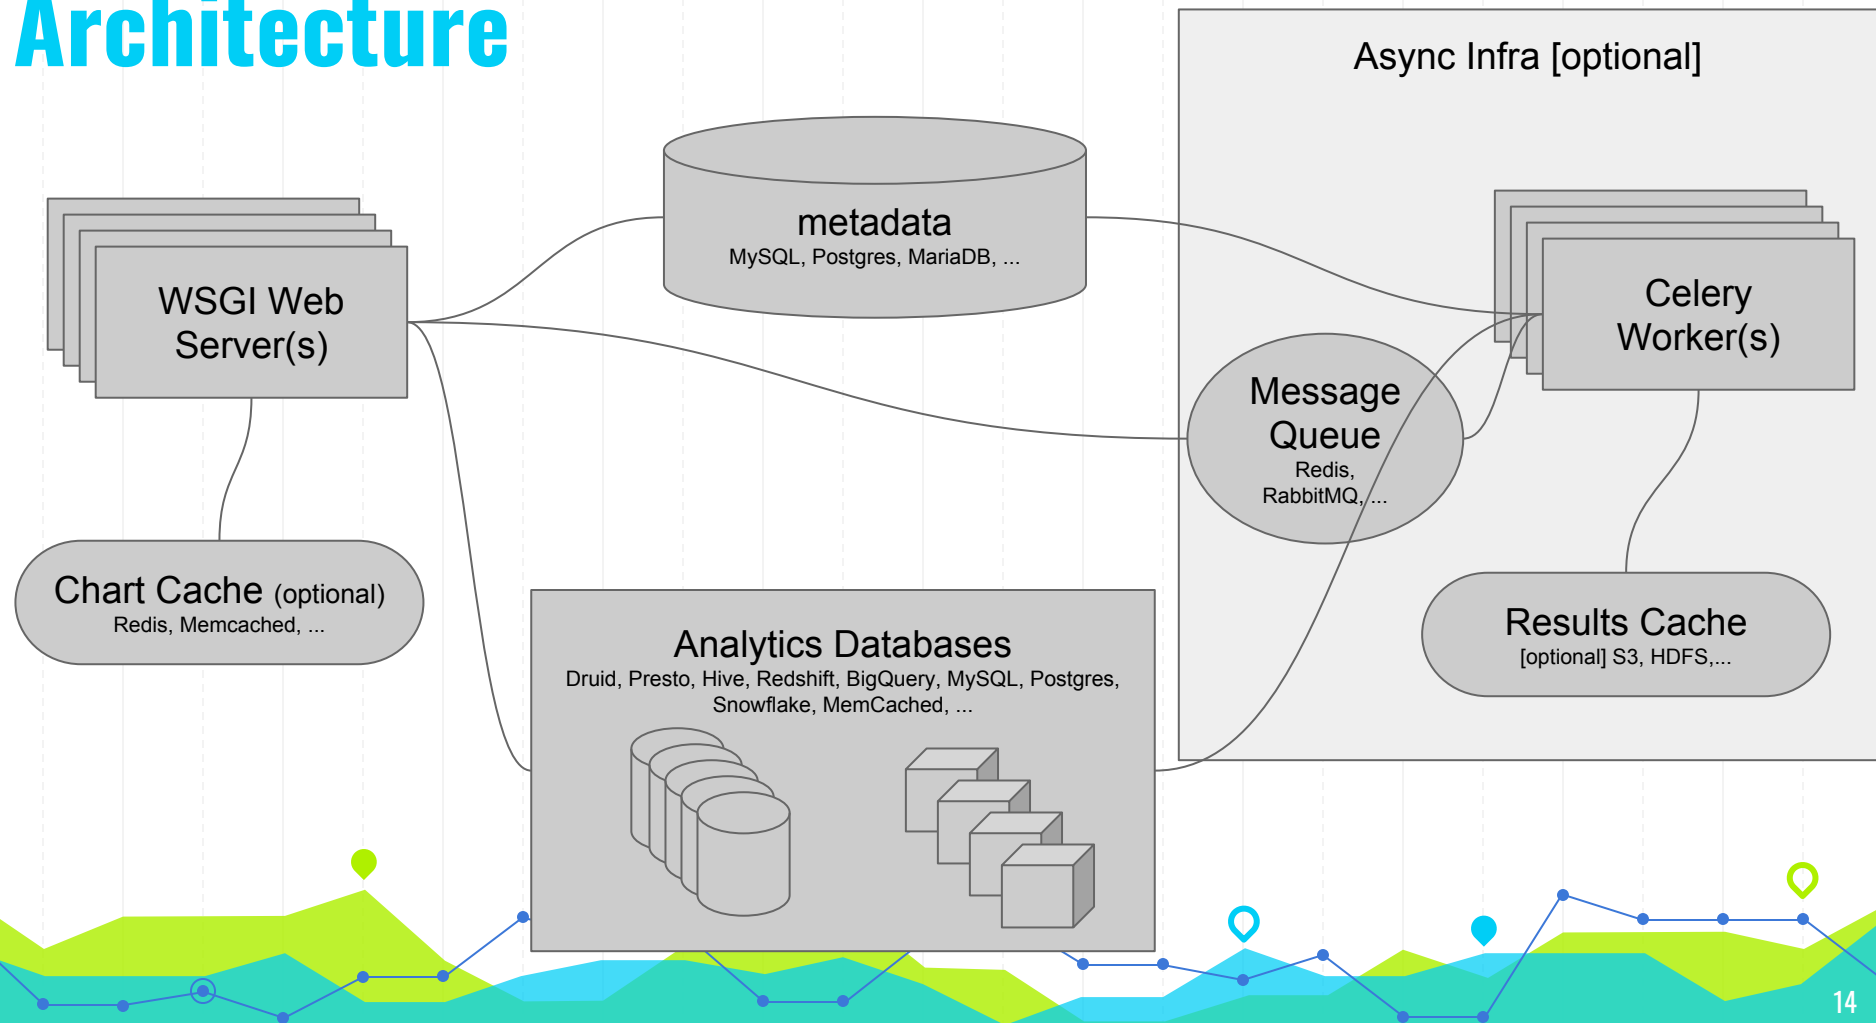 Architecture
Async Infra [optional]
metadata
MySQL, Postgres, MariaDB, ...
WSGI Web
Server(s)
Celery
Worker(s)
Message
Queue
Redis,
RabbitMQ, ...
Chart Cache (optional)
Redis, Memcached, ...
Analytics Databases
Druid, Presto, Hive, Redshift, BigQuery, MySQL, Postgres,
Snowflake, MemCached, ...
Results Cache
[optional] S3, HDFS,...
14